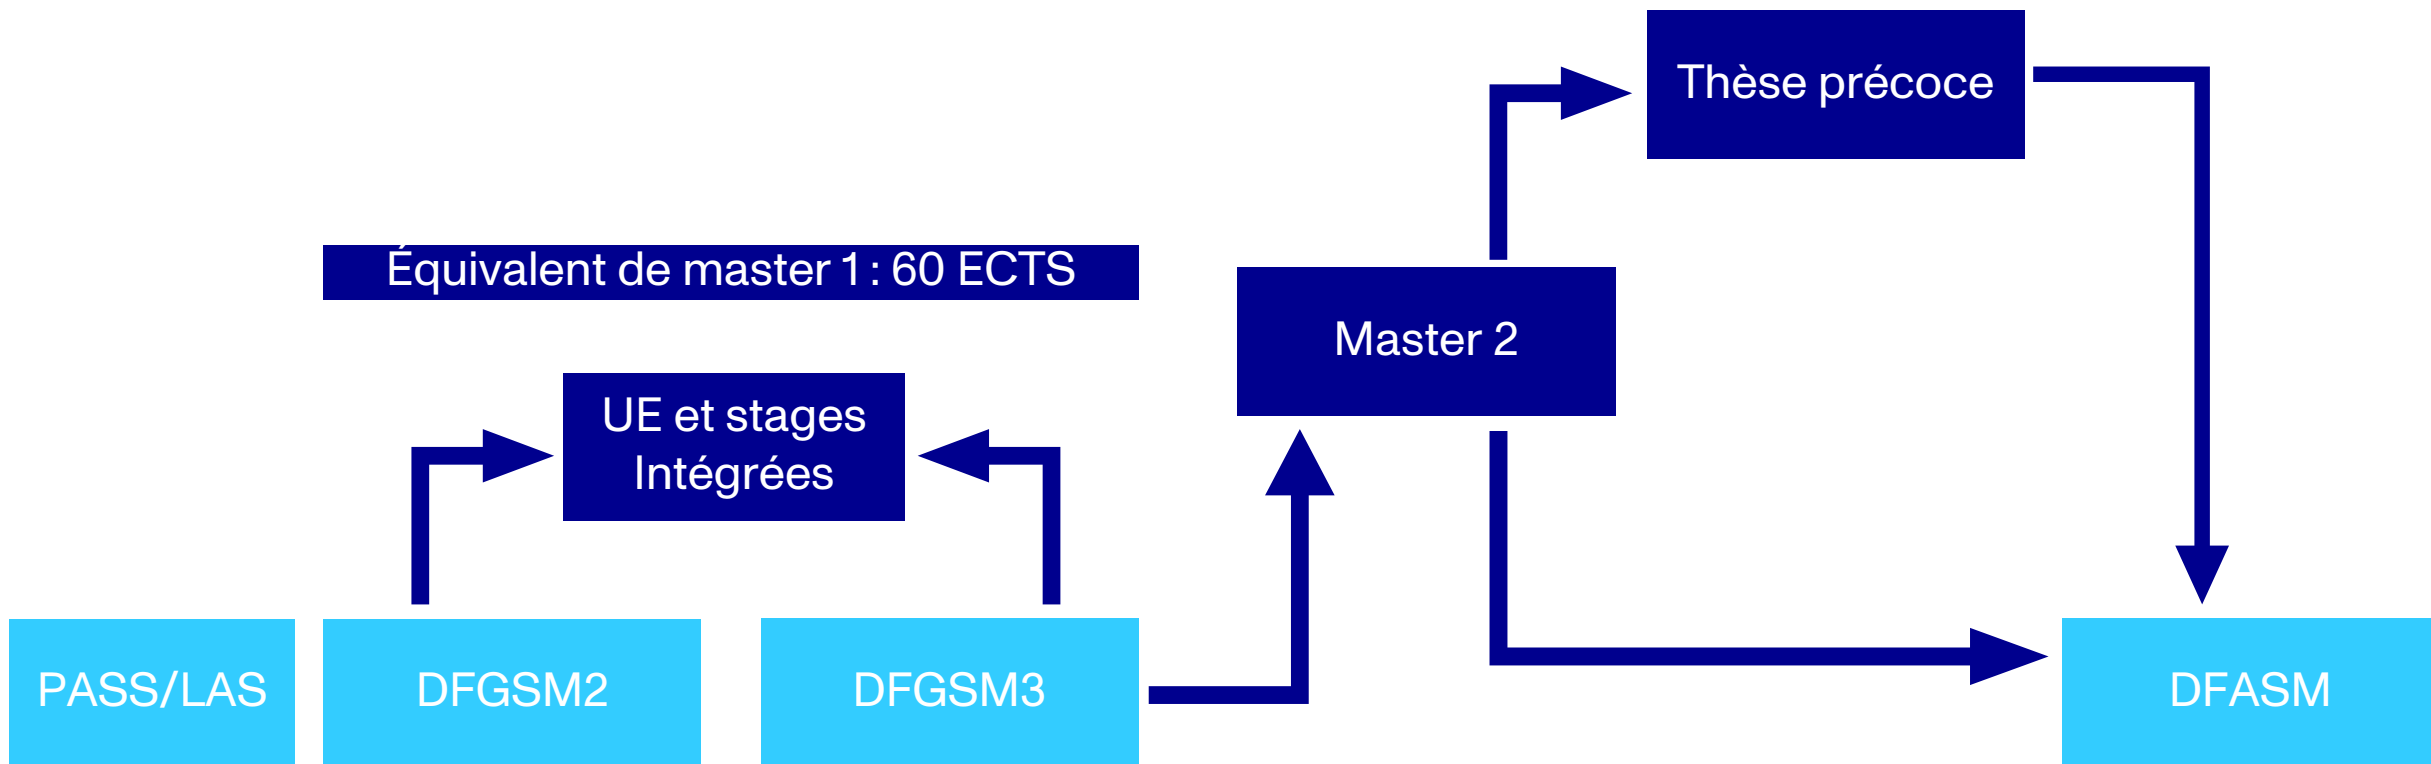 Thèse précoce
Équivalent de master 1 : 60 ECTS
Master 2
UE et stages
Intégrées
PASS/LAS
DFGSM2
DFGSM3
DFASM